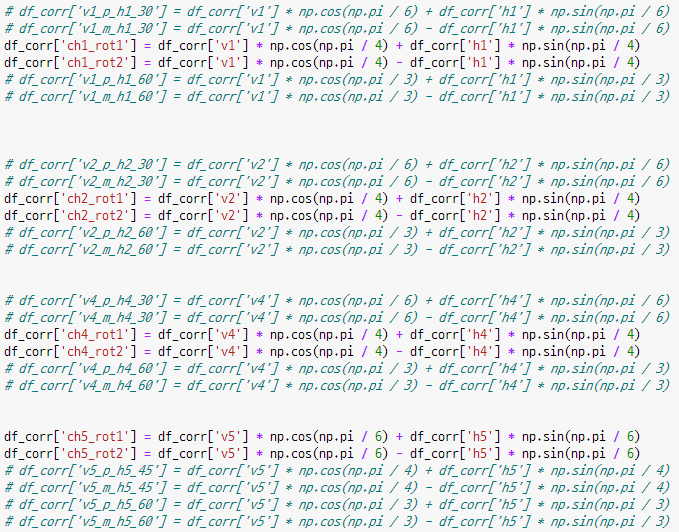 # df_corr['v1_p_h1_30'] = df_corr['v1'] * np.cos(np.pi / 6) + df_corr['h1'] * np.sin(np.pi / 6)
# df_corr['v1_m_h1_30'] = df_corr['v1'] * np.cos(np.pi / 6) - df_corr['h1'] * np.sin(np.pi / 6)
df_corr['ch1_rot1'] = df_corr['v1'] * np.cos(np.pi / 4) + df_corr['h1'] * np.sin(np.pi / 4)
df_corr['ch1_rot2'] = df_corr['v1'] * np.cos(np.pi / 4) - df_corr['h1'] * np.sin(np.pi / 4)
# df_corr['v1_p_h1_60'] = df_corr['v1'] * np.cos(np.pi / 3) + df_corr['h1'] * np.sin(np.pi / 3)
# df_corr['v1_m_h1_60'] = df_corr['v1'] * np.cos(np.pi / 3) - df_corr['h1'] * np.sin(np.pi / 3)
# df_corr['v2_p_h2_30'] = df_corr['v2'] * np.cos(np.pi / 6) + df_corr['h2'] * np.sin(np.pi / 6)
# df_corr['v2_m_h2_30'] = df_corr['v2'] * np.cos(np.pi / 6) - df_corr['h2'] * np.sin(np.pi / 6)
df_corr['ch2_rot1'] = df_corr['v2'] * np.cos(np.pi / 4) + df_corr['h2'] * np.sin(np.pi / 4)
df_corr['ch2_rot2'] = df_corr['v2'] * np.cos(np.pi / 4) - df_corr['h2'] * np.sin(np.pi / 4)
# df_corr['v2_p_h2_60'] = df_corr['v2'] * np.cos(np.pi / 3) + df_corr['h2'] * np.sin(np.pi / 3)
# df_corr['v2_m_h2_60'] = df_corr['v2'] * np.cos(np.pi / 3) - df_corr['h2'] * np.sin(np.pi / 3)
# df_corr['v4_p_h4_30'] = df_corr['v4'] * np.cos(np.pi / 6) + df_corr['h4'] * np.sin(np.pi / 6)
# df_corr['v4_m_h4_30'] = df_corr['v4'] * np.cos(np.pi / 6) - df_corr['h4'] * np.sin(np.pi / 6)
df_corr['ch4_rot1'] = df_corr['v4'] * np.cos(np.pi / 4) + df_corr['h4'] * np.sin(np.pi / 4)
df_corr['ch4_rot2'] = df_corr['v4'] * np.cos(np.pi / 4) - df_corr['h4'] * np.sin(np.pi / 4)
# df_corr['v4_p_h4_60'] = df_corr['v4'] * np.cos(np.pi / 3) + df_corr['h4'] * np.sin(np.pi / 3)
# df_corr['v4_m_h4_60'] = df_corr['v4'] * np.cos(np.pi / 3) - df_corr['h4'] * np.sin(np.pi / 3)
df_corr['ch5_rot1'] = df_corr['v5'] * np.cos(np.pi / 6) + df_corr['h5'] * np.sin(np.pi / 6)
df_corr['ch5_rot2'] = df_corr['v5'] * np.cos(np.pi / 6) - df_corr['h5'] * np.sin(np.pi / 6)
# df_corr['v5_p_h5_45'] = df_corr['v5'] * np.cos(np.pi / 4) + df_corr['h5'] * np.sin(np.pi / 4)
# df_corr['v5_m_h5_45'] = df_corr['v5'] * np.cos(np.pi / 4) - df_corr['h5'] * np.sin(np.pi / 4)
# df_corr['v5_p_h5_60'] = df_corr['v5'] * np.cos(np.pi / 3) + df_corr['h5'] * np.sin(np.pi / 3)
# df_corr['v5_m_h5_60'] = df_corr['v5'] * np.cos(np.pi / 3) - df_corr['h5'] * np.sin(np.pi / 3)